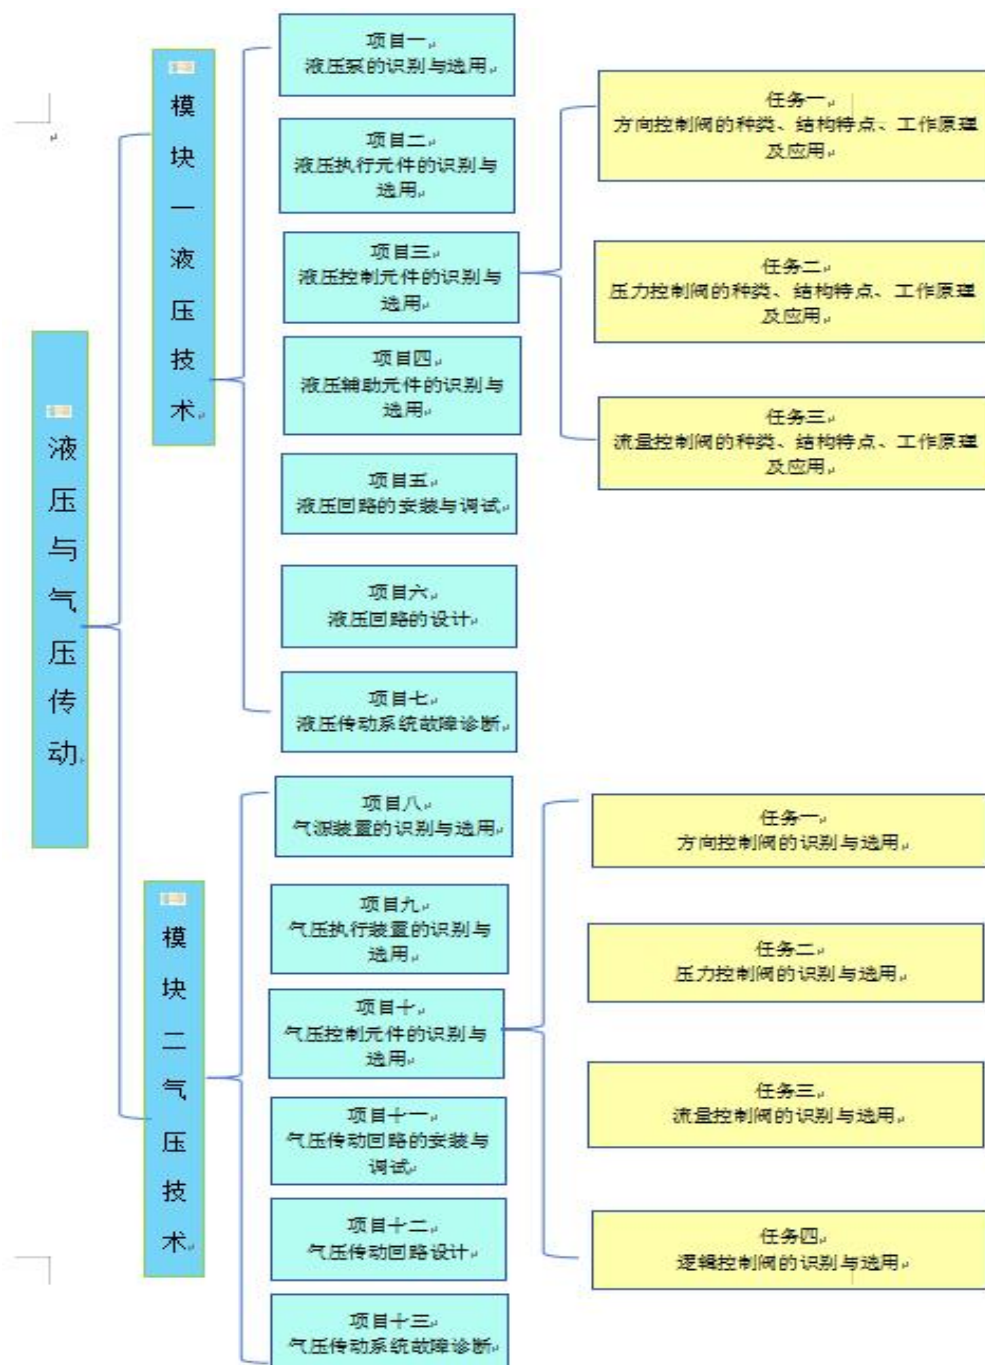 液压与气压传动
模块一液压技术
项目一
液压泵的识别与选用
项目二
液压执行元件的识别与
选用
项目三
液压控制元件的识别与
选用
任务一
方向控制阀的种类、结构特点、工作原理
及应用
任务二
压力控制阀的种类、结构特点、工作原理
及应用
任务三
流量控制阀的种类、结构特点、工作原理
及应用
项目四
液压辅助元件的识别与
选用
项目五
液压回路的安装与调试
项目六
液压回路的设计
项目七
液压传动系统故障诊断
模块二气压技术
项目八
气源装置的识别与选用
项目九
气压执行装置的识别与
选用
项目十
气压控制元件的识别与
选用
任务一
方向控制阀的识别与选用
任务二
压力控制阀的识别与选用
任务三
流量控制阀的识别与选用
任务四
逻辑控制阀的识别与选用
项目十一
气压传动回路的安装与
调试
项目十二
气压传动回路设计
项目十三
气压传动系统故障诊断